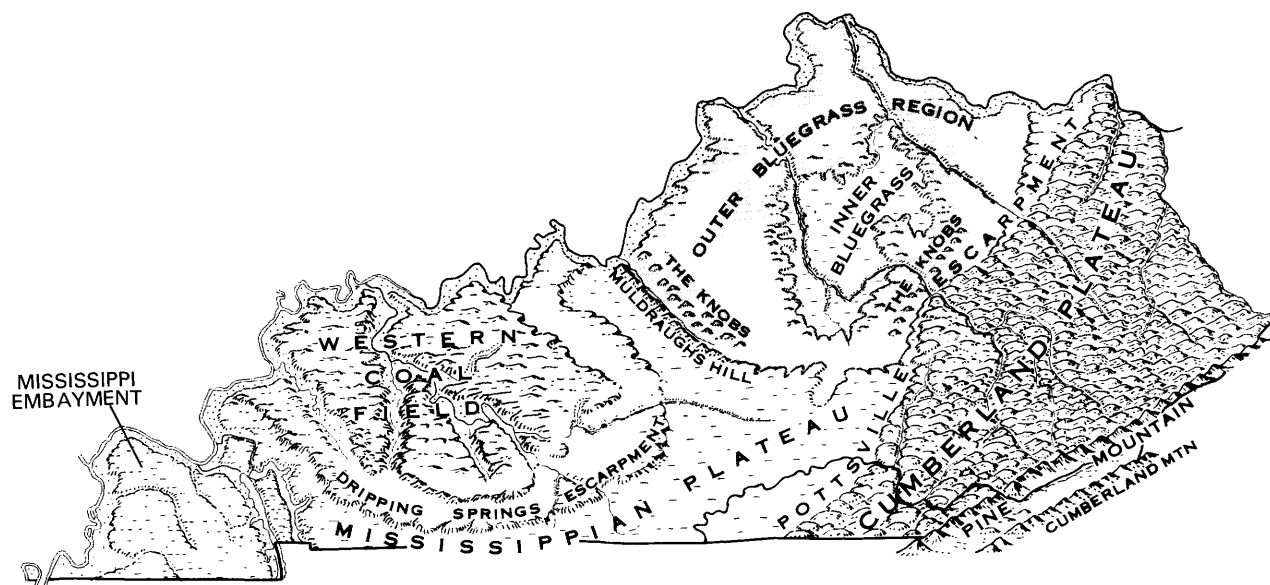 OUTER BLUEGRASS REGION
INNER
BLUEGRASS
THE KNOBS
MULDRAUGHS HILL
THE KNOBS
POTTSVILLE ESCARPMENT
CUMBERLAND PLATEAU
WESTERN
COAL
FIELD
MISSISSIPPI
EMBAYMENT
DRIPPING SPRINGS ESCARPMENT
MISSISSIPPIAN PLATEAU
PINE MOUNTAIN
CUMBERLAND MTN